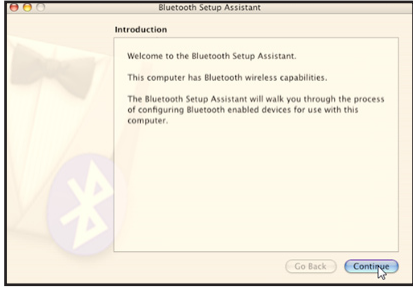 Bluetooth Setup Assistant
Introduction
Welcome to the Bluetooth Setup Assistant.
This computer has Bluetooth wireless capabilities.
The Bluetooth Setup Assistant will walk you through the process
of configuring Bluetooth enabled devices for use with this
computer.
Go Back
Continue